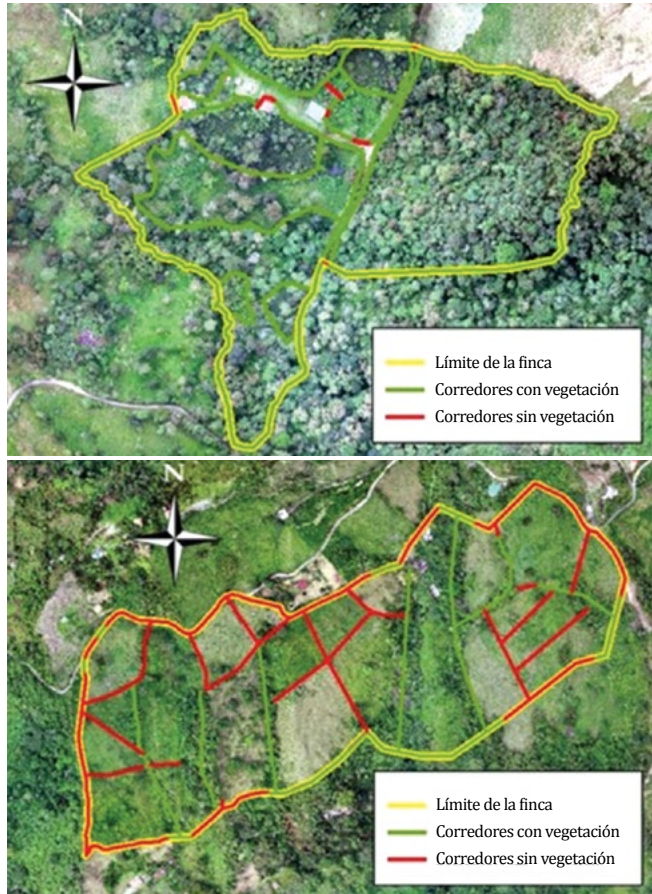 N
Límite de la finca
Corredores con vegetación
Corredores sin vegetación
N
Límite de la finca
Corredores con vegetación
Corredores sin vegetación